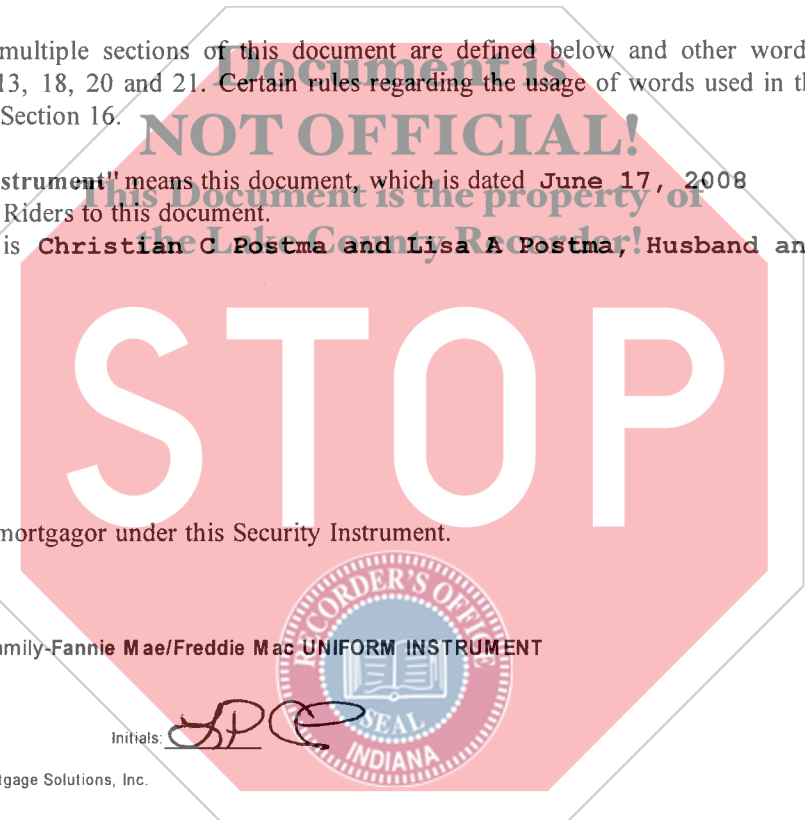 multiple sections of this document are defined below and other word
Document is
13, 18, 20 and 21. Certain rules regarding the usage of words used in th
Section 16.
NOT OFFICIAL!
strument" means this document, which is dated June 17, 2008
This Document is the property of
Riders to this document.
is Christian C Postma and Lisa A Postma, Husband an
the Lake County Recorder!
STOP
mortgagor under this Security Instrument.
RECORDER'S OFFICE
amily-Fannie Mae/Freddie Mac UNIFORM INSTRUMENT
SEAL
Initials:
INDIANA
tgage Solutions, Inc.